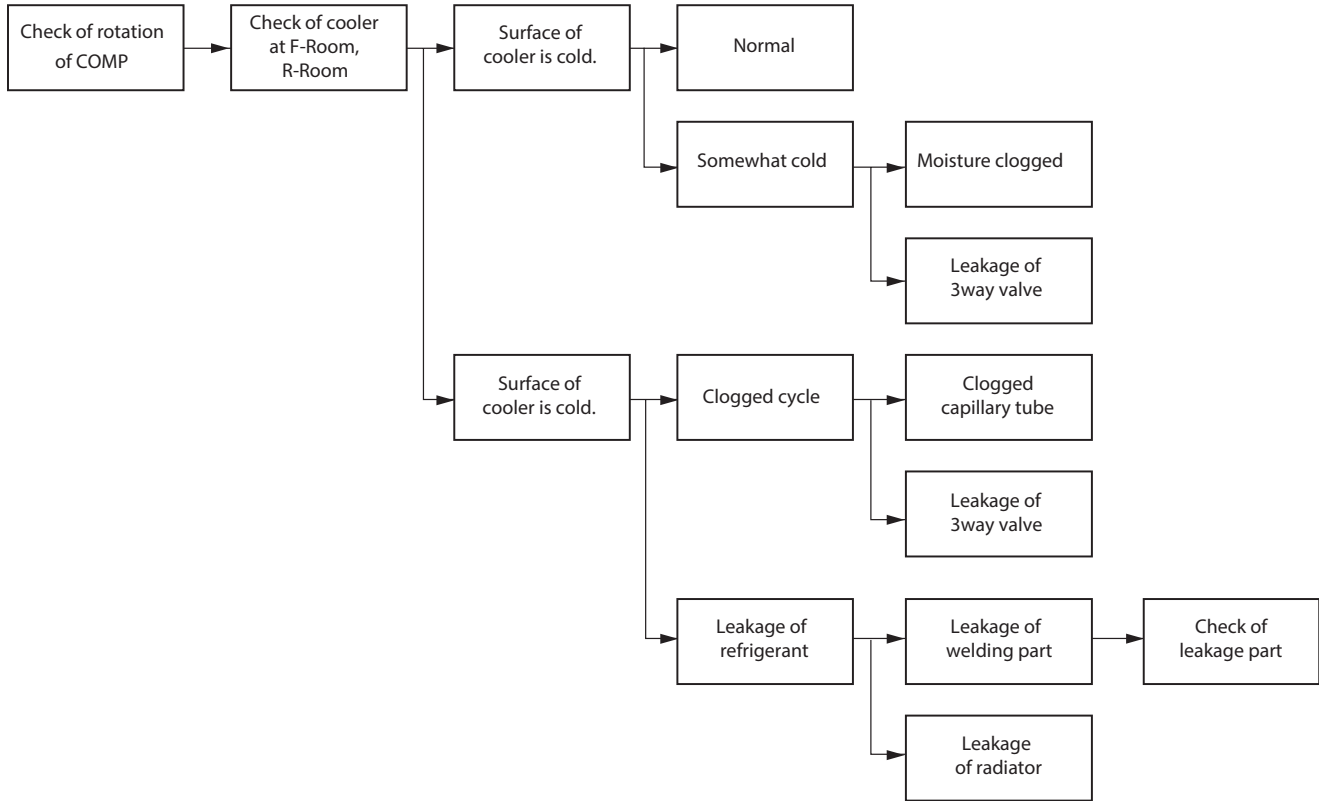 Check of rotation
of COMP
Check of cooler
at F-Room,
R-Room
Surface of
cooler is cold.
Normal
Somewhat cold
Moisture clogged
Leakage of
3way valve
Surface of
cooler is cold.
Clogged cycle
Clogged
capillary tube
Leakage of
3way valve
Leakage of
refrigerant
Leakage of
welding part
Check of
leakage part
Leakage
of radiator